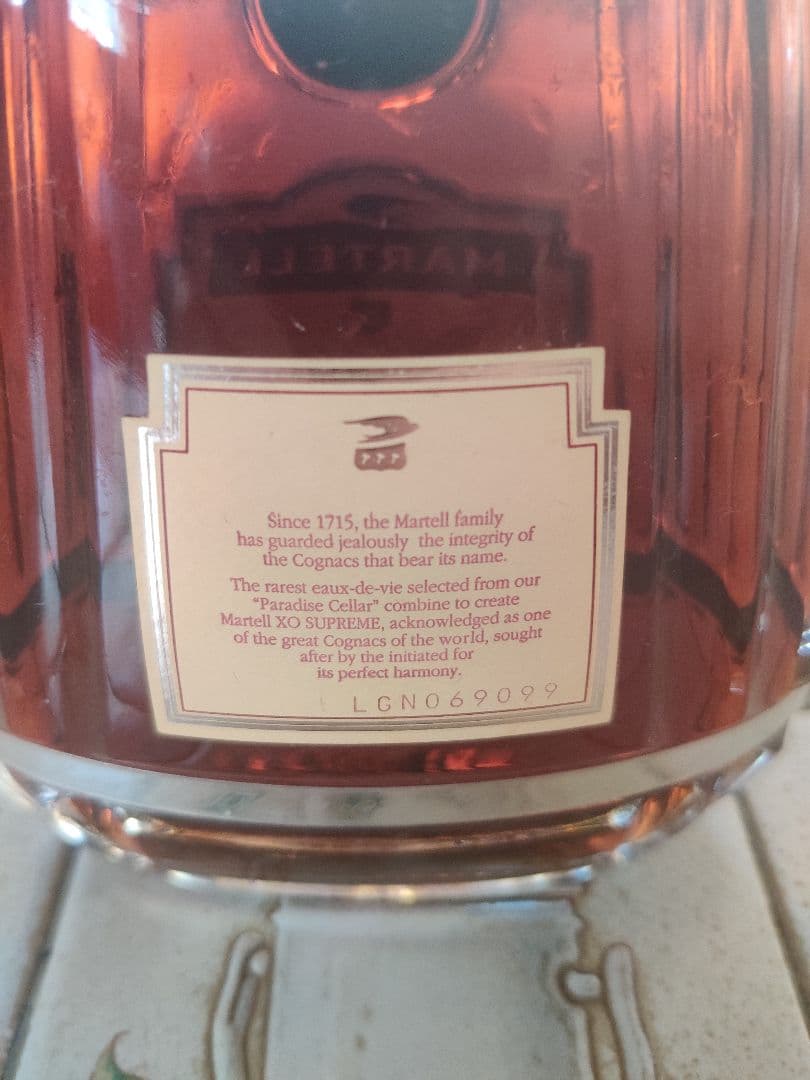 MARTELL
Since 1715, the Martell family
has guarded jealously the integrity of
the Cognacs that bear its name.
The rarest eaux-de-vie selected from our
"Paradise Cellar" combine to create
Martell XO SUPREME, acknowledged as one
of the great Cognacs of the world, sought
after by the initiated for
its perfect harmony.
LGN069099